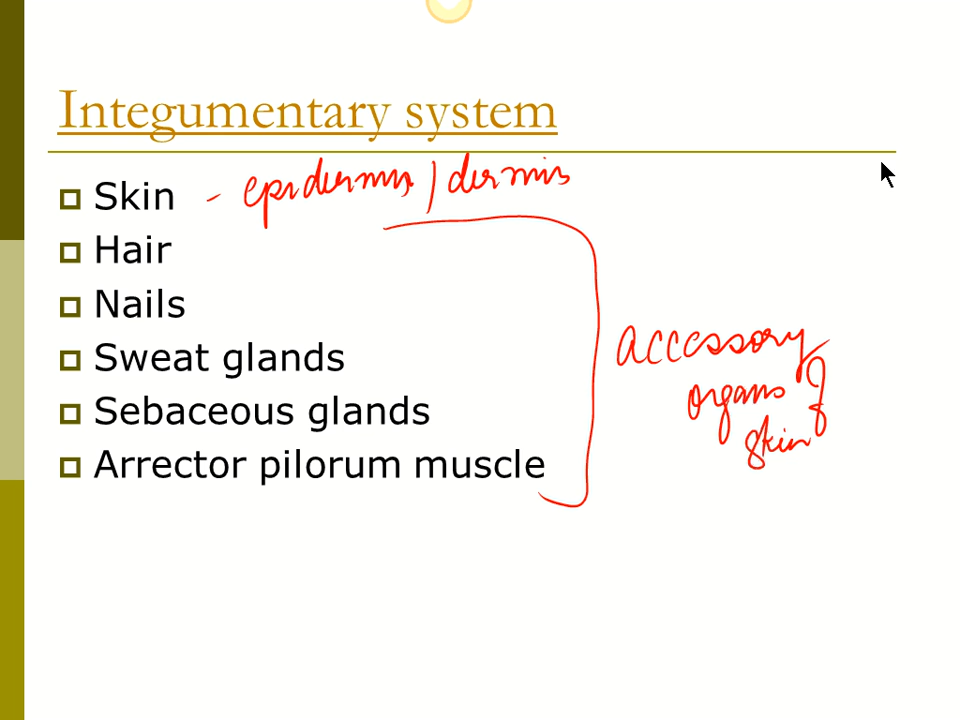 Integumentary system
Skin - epidermis / dermis
Hair
Nails
Sweat glands
Sebaceous glands
Arrector pilorum muscle
accessory
organs of
skin